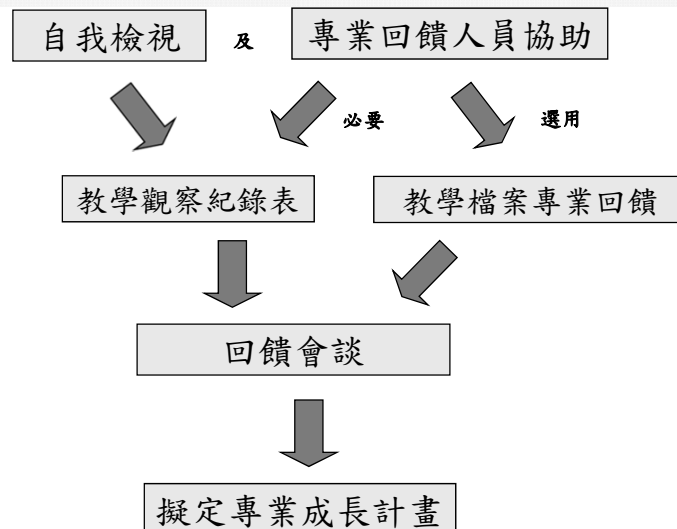 自我檢視
及
專業回饋人員協助
必要
選用
教學觀察紀錄表
教學檔案專業回饋
回饋會談
擬定專業成長計畫